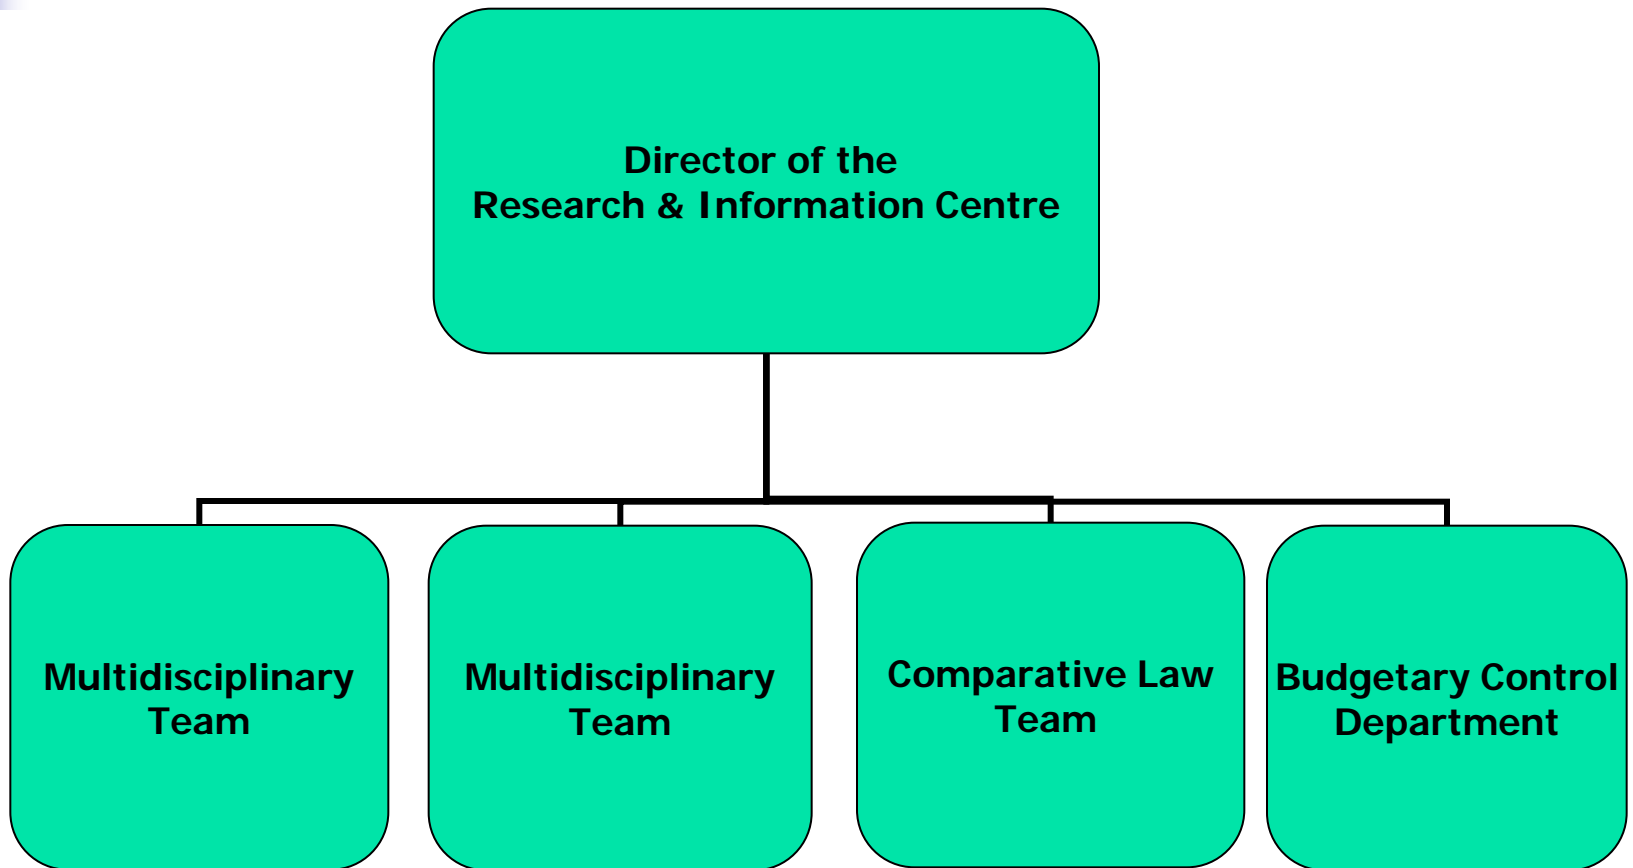 Director of the
Research & Information Centre
Multidisciplinary
Team
Multidisciplinary
Team
Comparative Law
Team
Budgetary Control
Department